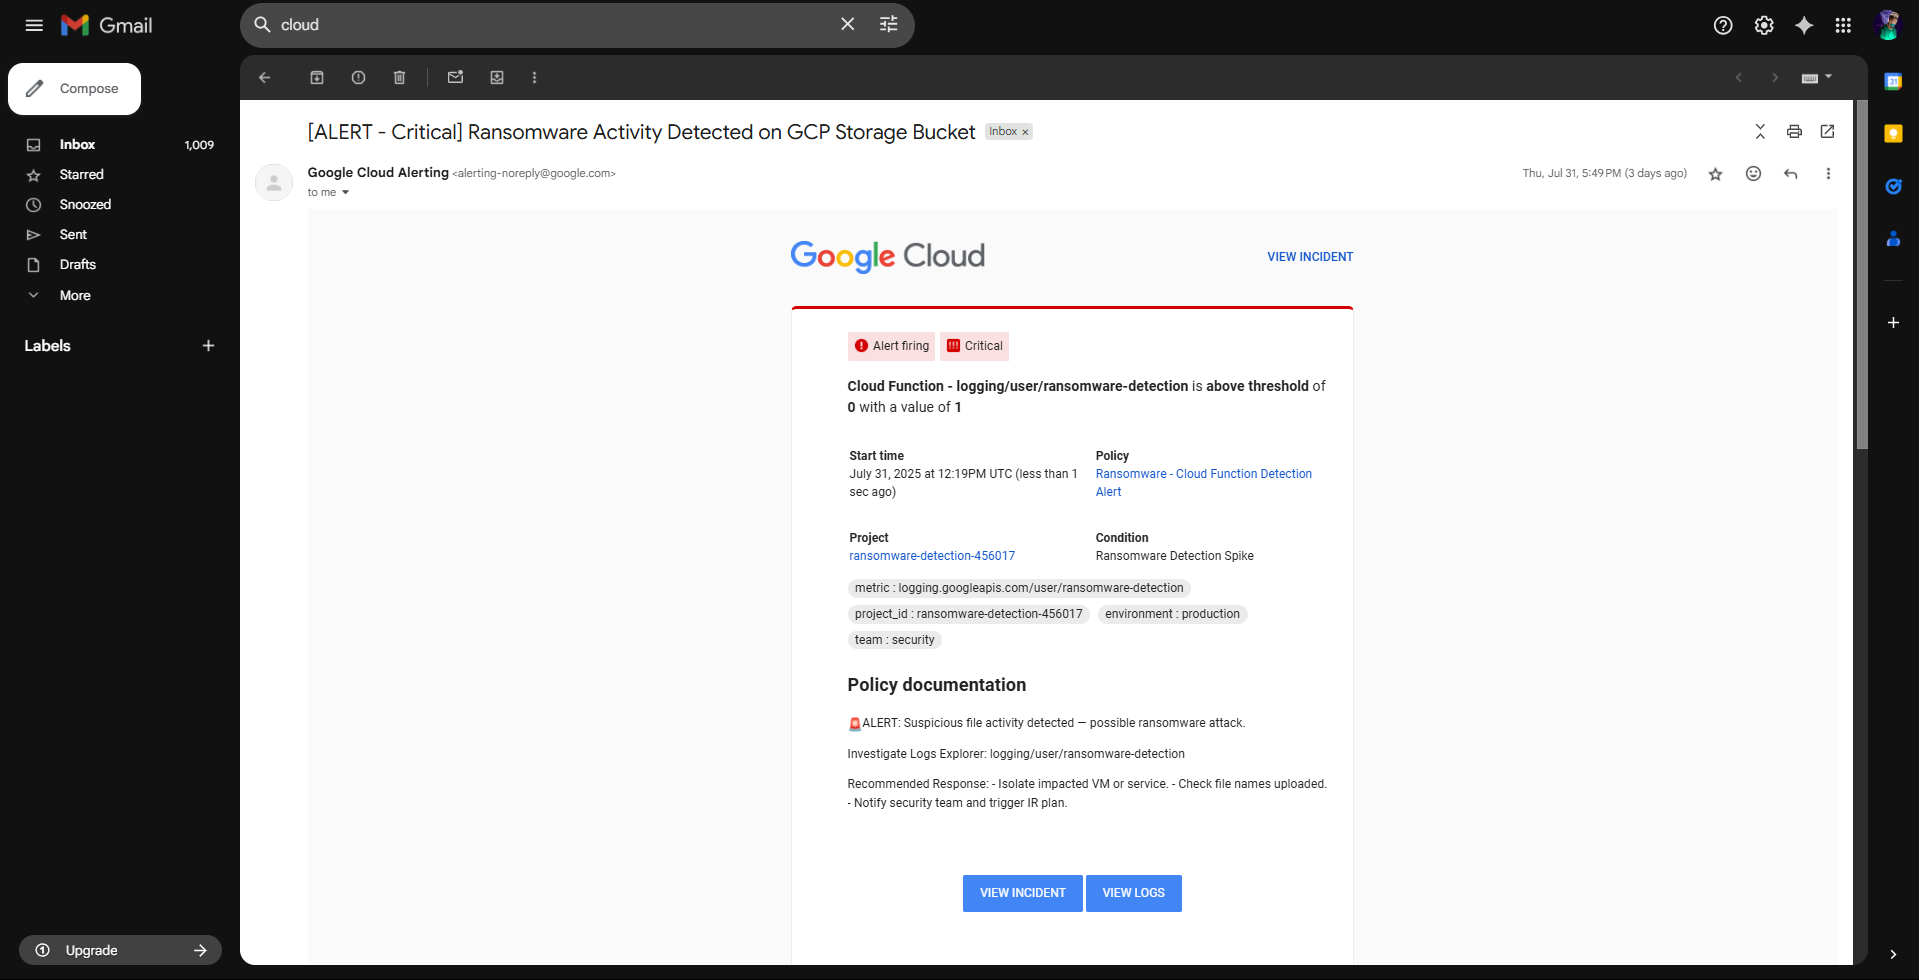 Gmail
cloud
Compose
Inbox 1,009
Starred
Snoozed
Sent
Drafts
More
Labels
Upgrade
[ALERT - Critical] Ransomware Activity Detected on GCP Storage Bucket Inbox x
Google Cloud Alerting <alerting-noreply@google.com> Thu, Jul 31, 5:49 PM (3 days ago)
to me
Google Cloud VIEW INCIDENT
Alert firing Critical
Cloud Function - logging/user/ransomware-detection is above threshold of
0 with a value of 1
Start time
July 31, 2025 at 12:19PM UTC (less than 1
sec ago)
Policy
Ransomware - Cloud Function Detection
Alert
Project
ransomware-detection-456017
Condition
Ransomware Detection Spike
metric : logging.googleapis.com/user/ransomware-detection
project_id : ransomware-detection-456017 environment : production
team : security
Policy documentation
🚨ALERT: Suspicious file activity detected — possible ransomware attack.
Investigate Logs Explorer: logging/user/ransomware-detection
Recommended Response: - Isolate impacted VM or service. - Check file names uploaded.
- Notify security team and trigger IR plan.
VIEW INCIDENT VIEW LOGS
31